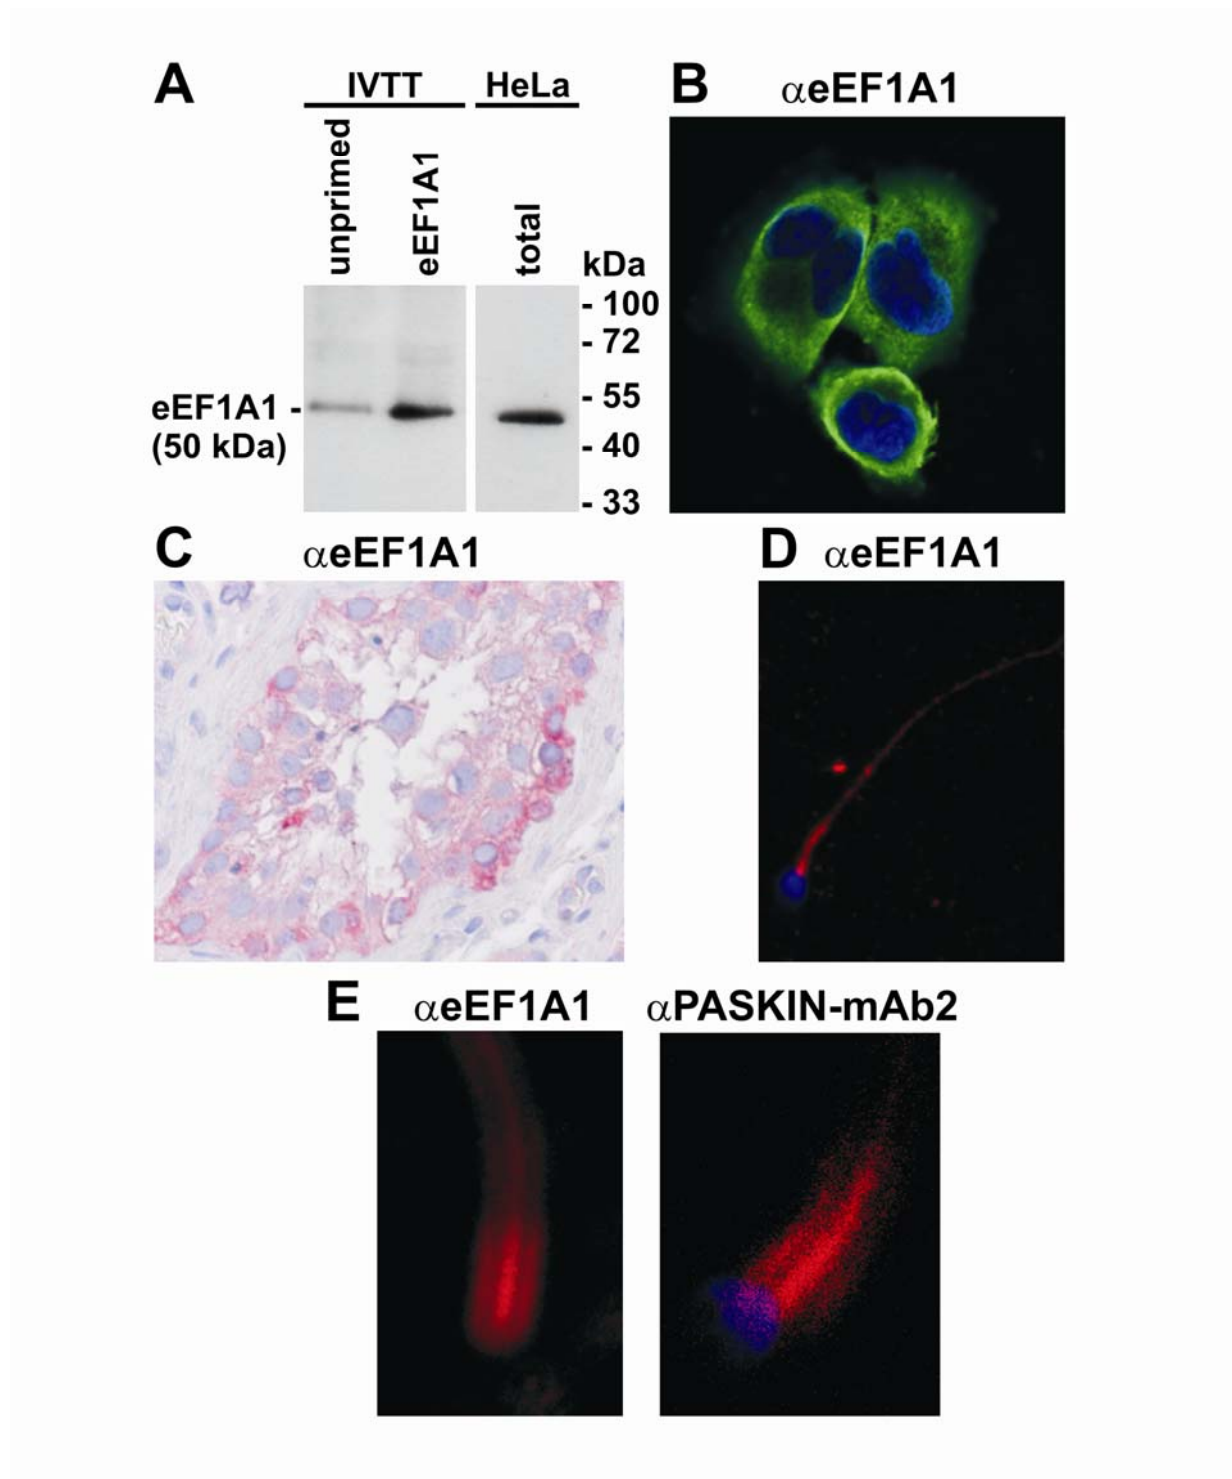 A
IVTT
HeLa
unprimed
eEF1A1
total
kDa
- 100
- 72
- 55
- 40
- 33
eEF1A1 -
(50 kDa)
B
αeEF1A1
C
αeEF1A1
D
αeEF1A1
E
αeEF1A1
αPASKIN-mAb2